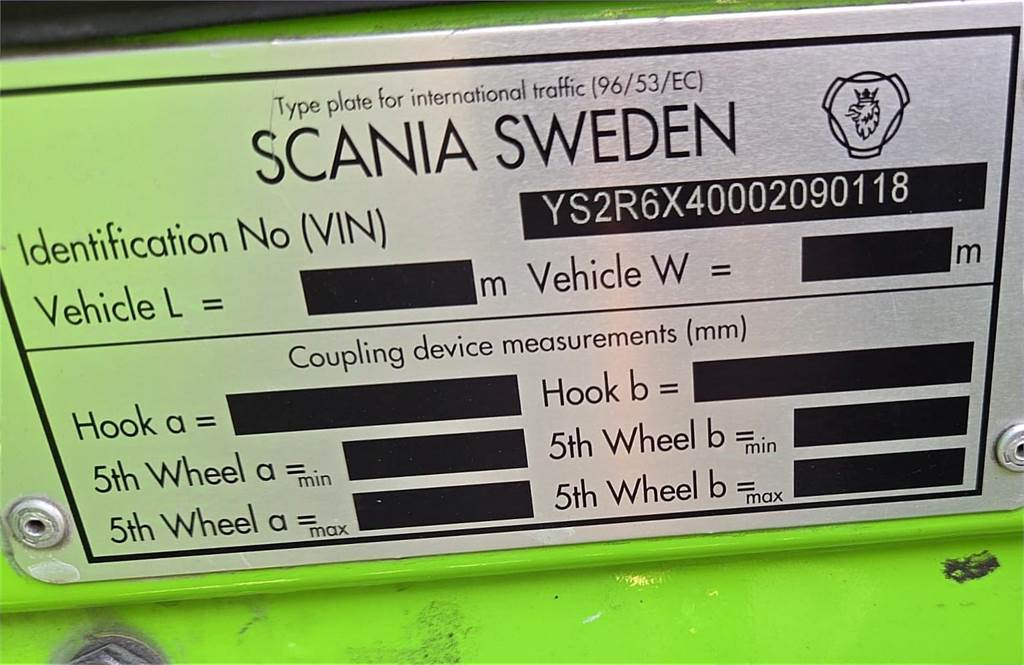 Type plate for international traffic (96/53/EC)
SCANIA SWEDEN
Identification No (VIN) YS2R6X40002090118
Vehicle L = m Vehicle W = m
Coupling device measurements (mm)
Hook a = Hook b =
5th Wheel a =min 5th Wheel b =min
5th Wheel a =max 5th Wheel b =max